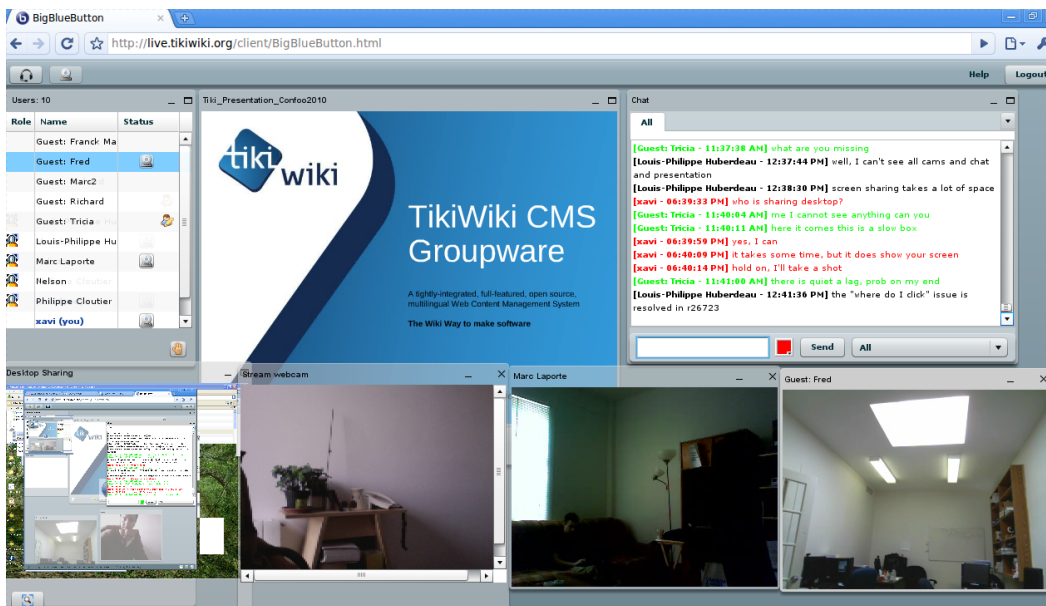 BigBlueButton
http://live.tikiwiki.org/client/BigBlueButton.html
Help
Logout
Users: 10
Role Name Status
Guest: Franck Ma
Guest: Fred
Guest: Marc2
Guest: Richard
Guest: Tricia
Louis-Philippe Hu
Marc Laporte
Nelson
Philippe Cloutier
xavi (you)
Tiki_Presentation_Confoo2010
tiki
wiki
TikiWiki CMS
Groupware
A tightly-integrated, full-featured, open source,
multilingual Web Content Management System
The Wiki Way to make software
Chat
All
[Guest: Tricia - 11:37:38 AM] what are you missing
[Louis-Philippe Huberdeau - 12:37:44 PM] well, I can't see all cams and chat
and presentation
[Louis-Philippe Huberdeau - 12:38:30 PM] screen sharing takes a lot of space
[xavi - 06:39:33 PM] who is sharing desktop?
[Guest: Tricia - 11:40:04 AM] me I cannot see anything can you
[Guest: Tricia - 11:40:11 AM] here it comes this is a slow box
[xavi - 06:39:59 PM] yes, I can
[xavi - 06:40:09 PM] it takes some time, but it does show your screen
[xavi - 06:40:14 PM] hold on, I'll take a shot
[Guest: Tricia - 11:41:00 AM] there is quiet a lag, prob on my end
[Louis-Philippe Huberdeau - 12:41:36 PM] the "where do I click" issue is
resolved in r26723
Send
All
Desktop Sharing
Stream webcam
Marc Laporte
Guest: Fred